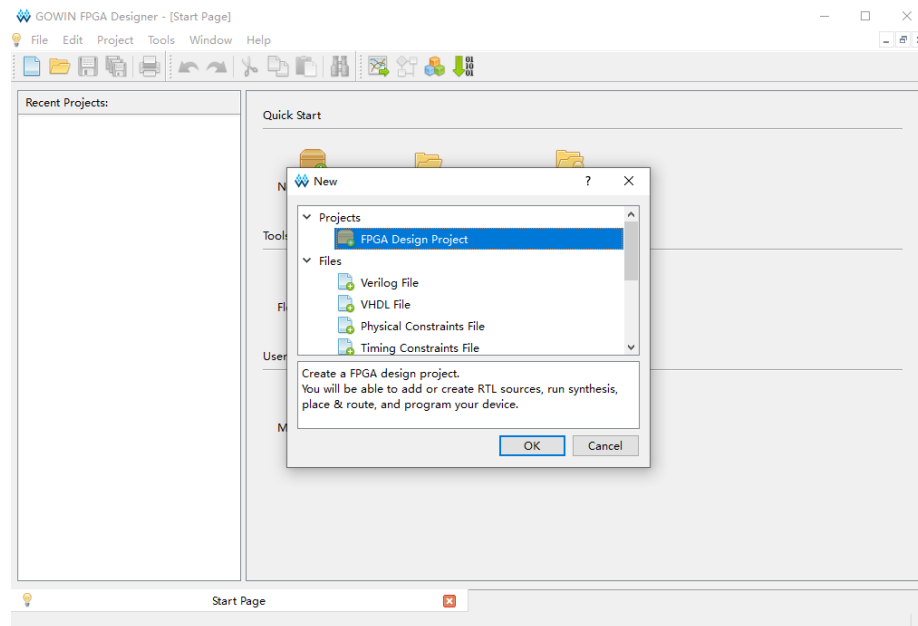 GOWIN FPGA Designer - [Start Page]
File Edit Project Tools Window Help
Recent Projects:
Quick Start
New
Projects
FPGA Design Project
Files
Verilog File
VHDL File
Physical Constraints File
Timing Constraints File
Create a FPGA design project.
You will be able to add or create RTL sources, run synthesis,
place & route, and program your device.
OK Cancel
Tools
User
Start Page